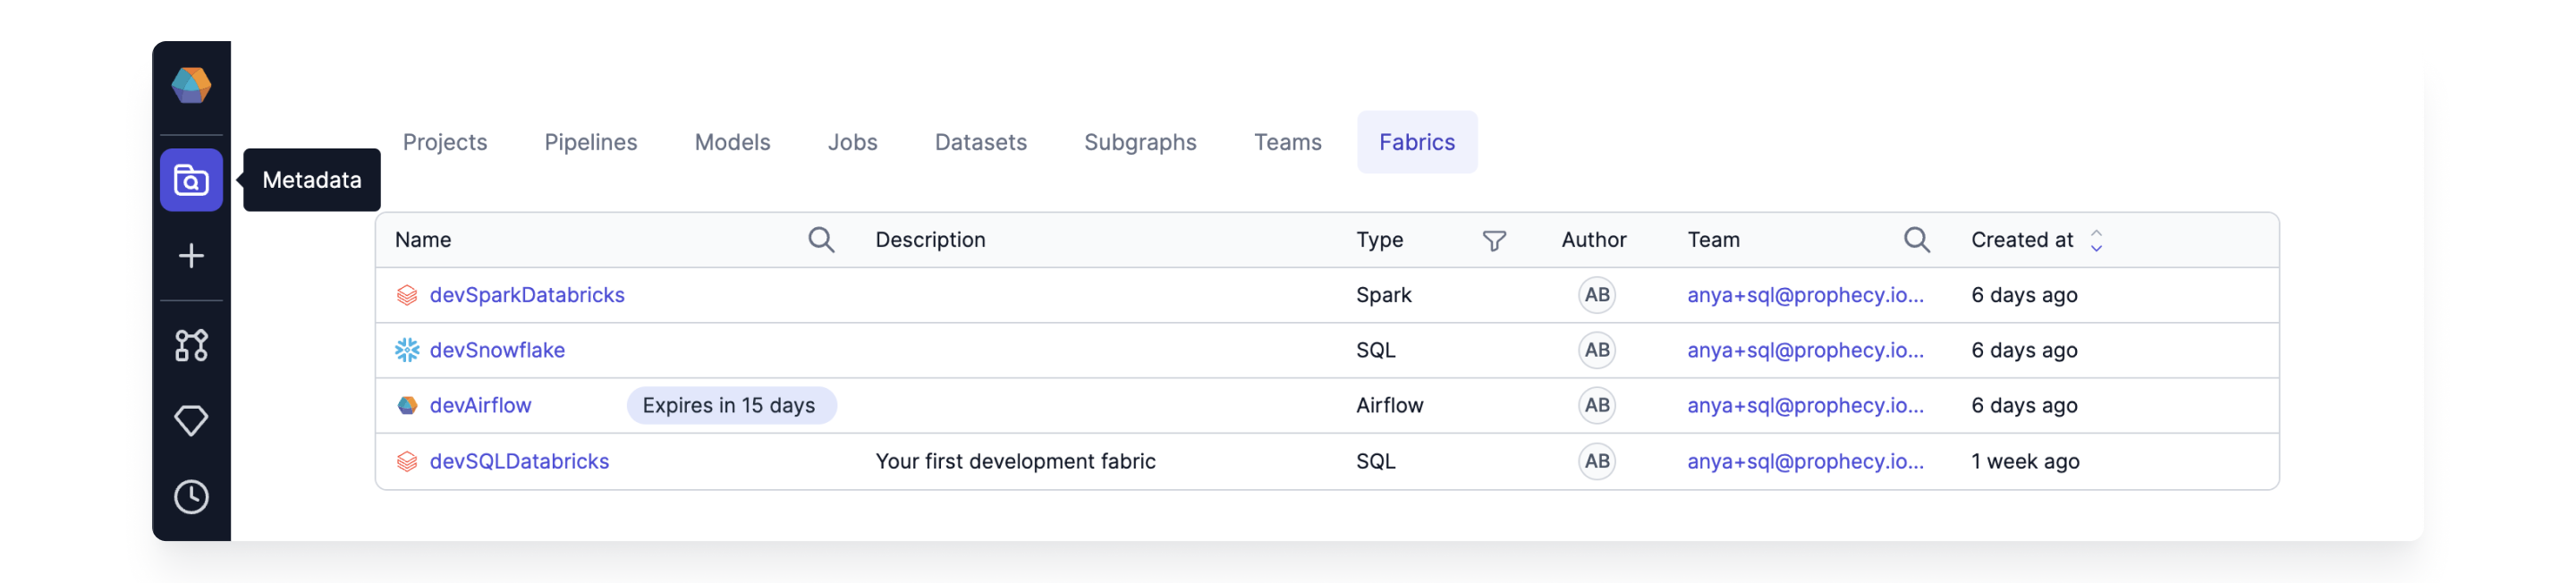 Projects Pipelines Models Jobs Datasets Subgraphs Teams Fabrics
Metadata
Name Description Type Author Team Created at
devSparkDatabricks Spark AB anya+sql@prophecy.io... 6 days ago
devSnowflake SQL AB anya+sql@prophecy.io... 6 days ago
devAirflow Expires in 15 days Airflow AB anya+sql@prophecy.io... 6 days ago
devSQLDatabricks Your first development fabric SQL AB anya+sql@prophecy.io... 1 week ago